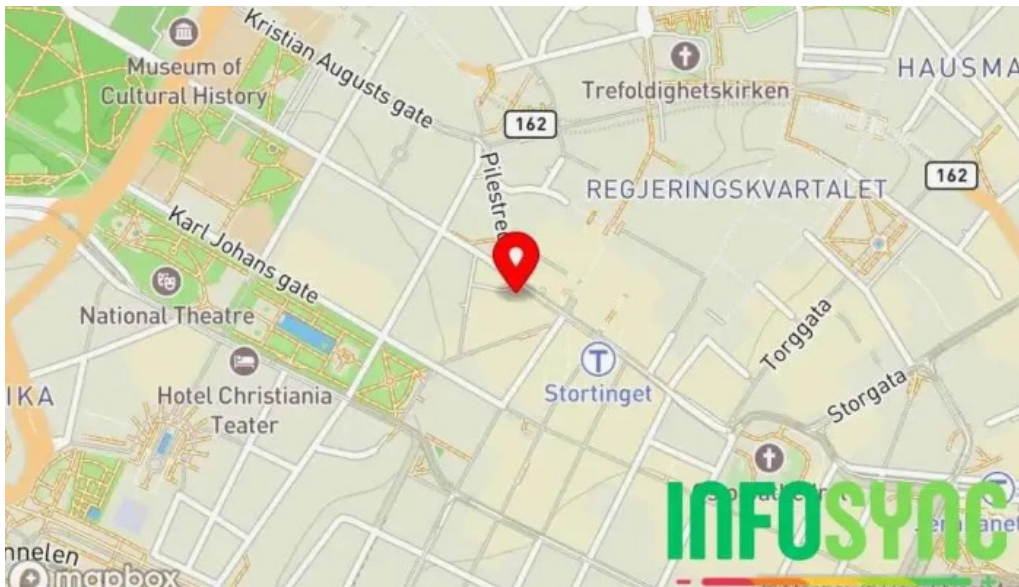 Kristian Augusts gate
Museum of
Cultural History
Trefoldighetskirken
HAUSMA
162
162
REGJERINGSKVARTALET
Pilestre
Karl Johans gate
National Theatre
Torggata
T
Stortinget
Storgata
Hotel Christiania
Teater
IKA
INFOSYNC
nnelen
mapbox